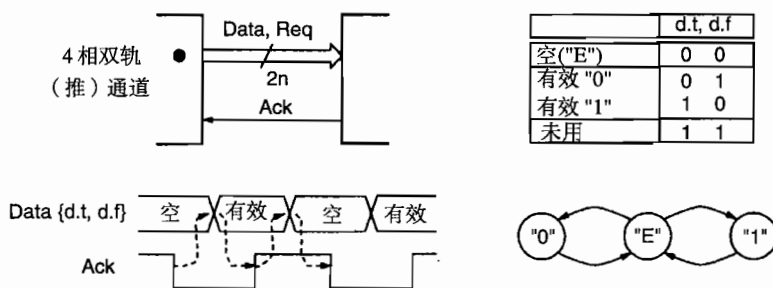 4 相双轨
（推）通道
Data, Req
2n
Ack
d.t, d.f
空("E") 0 0
有效 "0" 0 1
有效 "1" 1 0
未用 1 1
Data {d.t, d.f} 空 有效 空 有效
Ack
"0" "E" "1"